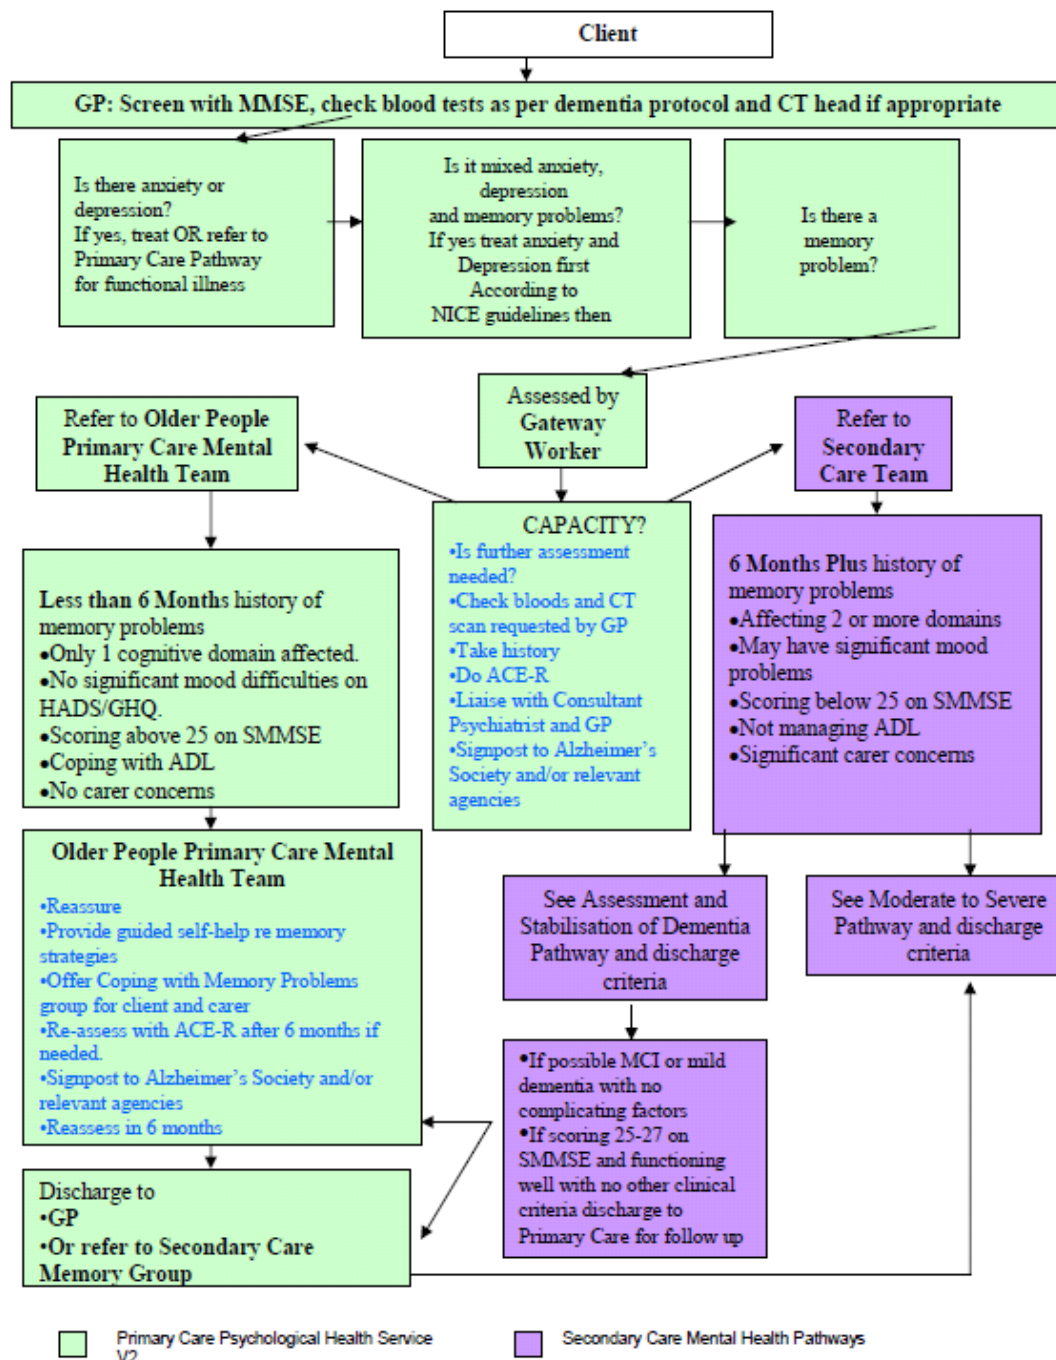 Client
GP: Screen with MMSE, check blood tests as per dementia protocol and CT head if appropriate
Is there anxiety or
depression?
If yes, treat OR refer to
Primary Care Pathway
for functional illness
Is it mixed anxiety,
depression
and memory problems?
If yes treat anxiety and
Depression first
According to
NICE guidelines then
Is there a
memory
problem?
Assessed by
Gateway
Worker
Refer to Older People
Primary Care Mental
Health Team
Refer to
Secondary
Care Team
CAPACITY?
•Is further assessment
needed?
•Check bloods and CT
scan requested by GP
•Take history
•Do ACE-R
•Liaise with Consultant
Psychiatrist and GP
•Signpost to Alzheimer's
Society and/or relevant
agencies
Less than 6 Months history of
memory problems
•Only 1 cognitive domain affected.
•No significant mood difficulties on
HADS/GHQ.
•Scoring above 25 on SMMSE
•Coping with ADL
•No carer concerns
6 Months Plus history of
memory problems
•Affecting 2 or more domains
•May have significant mood
problems
•Scoring below 25 on SMMSE
•Not managing ADL
•Significant carer concerns
Older People Primary Care Mental
Health Team
•Reassure
•Provide guided self-help re memory
strategies
•Offer Coping with Memory Problems
group for client and carer
•Re-assess with ACE-R after 6 months if
needed.
•Signpost to Alzheimer's Society and/or
relevant agencies
•Reassess in 6 months
See Assessment and
Stabilisation of Dementia
Pathway and discharge
criteria
See Moderate to Severe
Pathway and discharge
criteria
•If possible MCI or mild
dementia with no
complicating factors
•If scoring 25-27 on
SMMSE and functioning
well with no other clinical
criteria discharge to
Primary Care for follow up
Discharge to
•GP
•Or refer to Secondary Care
Memory Group
Primary Care Psychological Health Service
V2
Secondary Care Mental Health Pathways